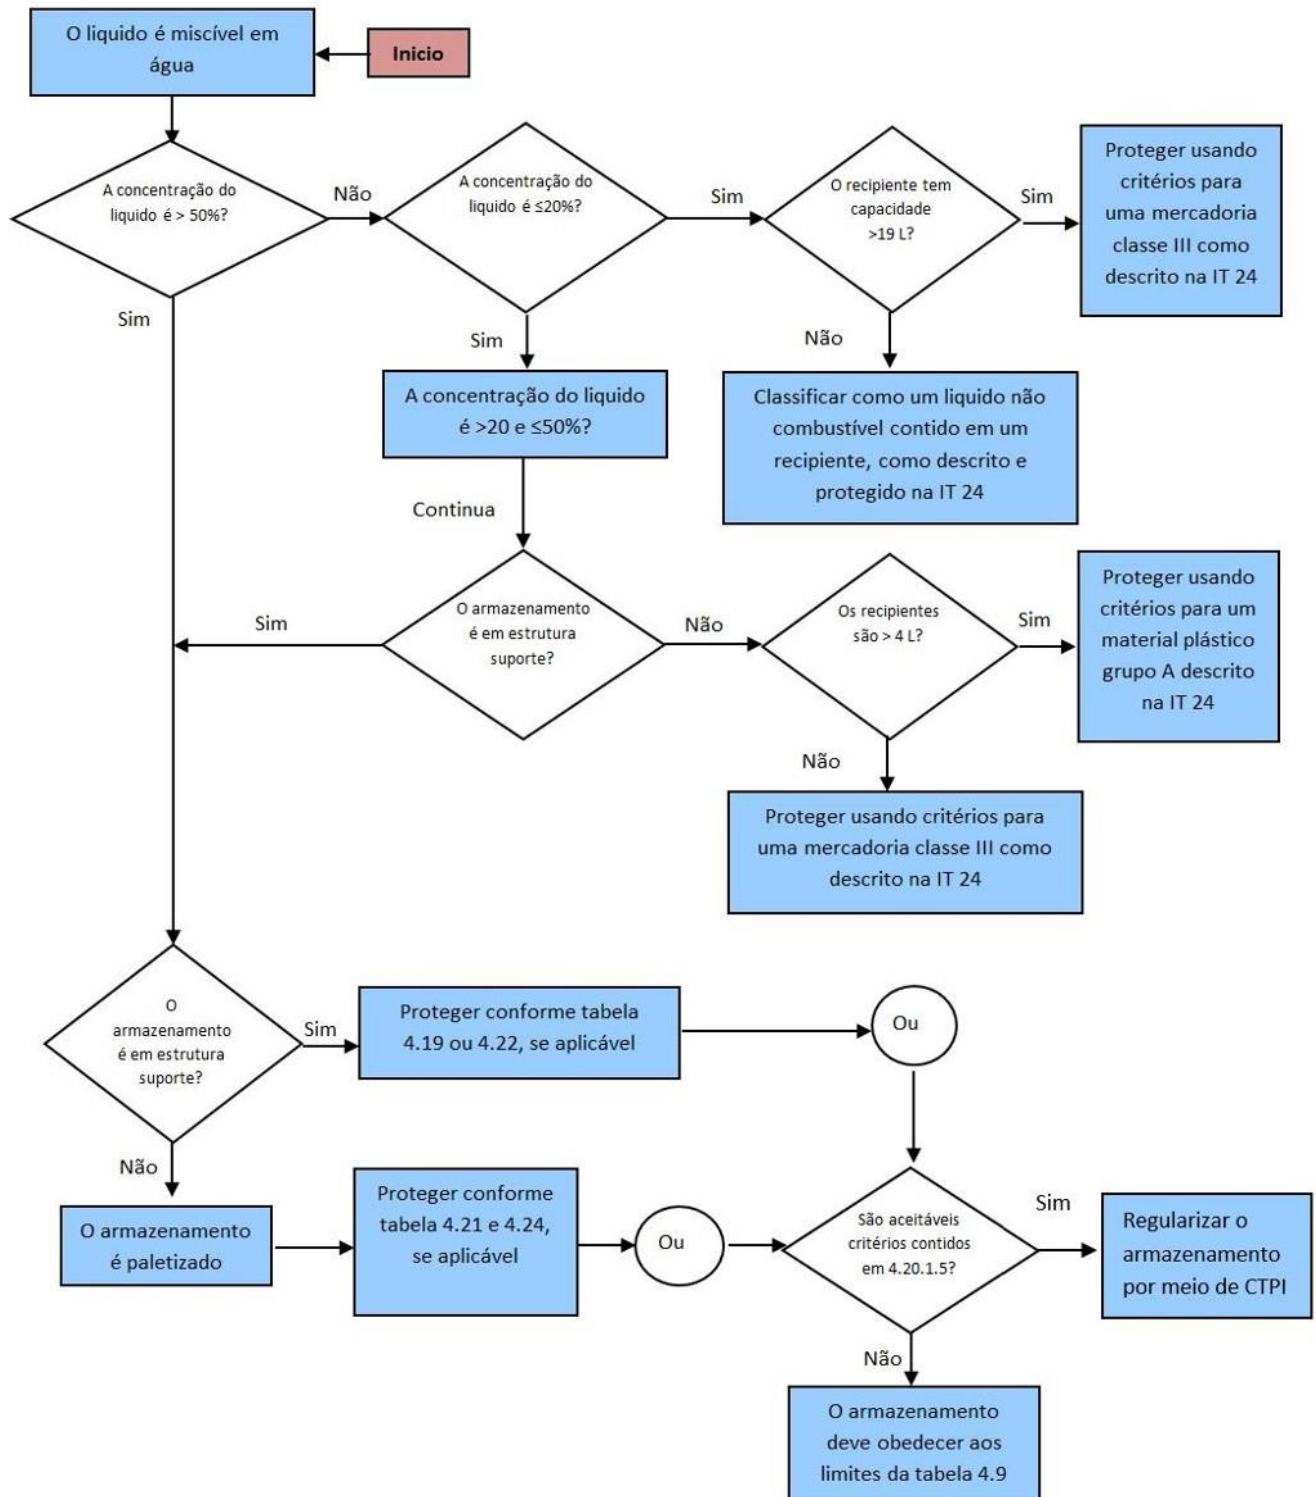 O liquido é miscível em
água
Inicio
A concentração do
liquido é > 50%?
Não
A concentração do
liquido é ≤20%?
Sim
O recipiente tem
capacidade
>19 L?
Sim
Proteger usando
critérios para
uma mercadoria
classe III como
descrito na IT 24
Sim
Sim
Não
A concentração do liquido
é >20 e ≤50%?
Classificar como um liquido não
combustível contido em um
recipiente, como descrito e
protegido na IT 24
Continua
O armazenamento
é em estrutura
suporte?
Sim
Não
Os recipientes
são > 4 L?
Sim
Proteger usando
critérios para um
material plástico
grupo A descrito
na IT 24
Não
Proteger usando critérios para
uma mercadoria classe III como
descrito na IT 24
O
armazenamento
é em estrutura
suporte?
Sim
Proteger conforme tabela
4.19 ou 4.22, se aplicável
Ou
Não
O armazenamento
é paletizado
Proteger conforme
tabela 4.21 e 4.24,
se aplicável
Ou
São aceitáveis
critérios contidos
em 4.20.1.5?
Sim
Regularizar o
armazenamento
por meio de CTPI
Não
O armazenamento
deve obedecer aos
limites da tabela 4.9